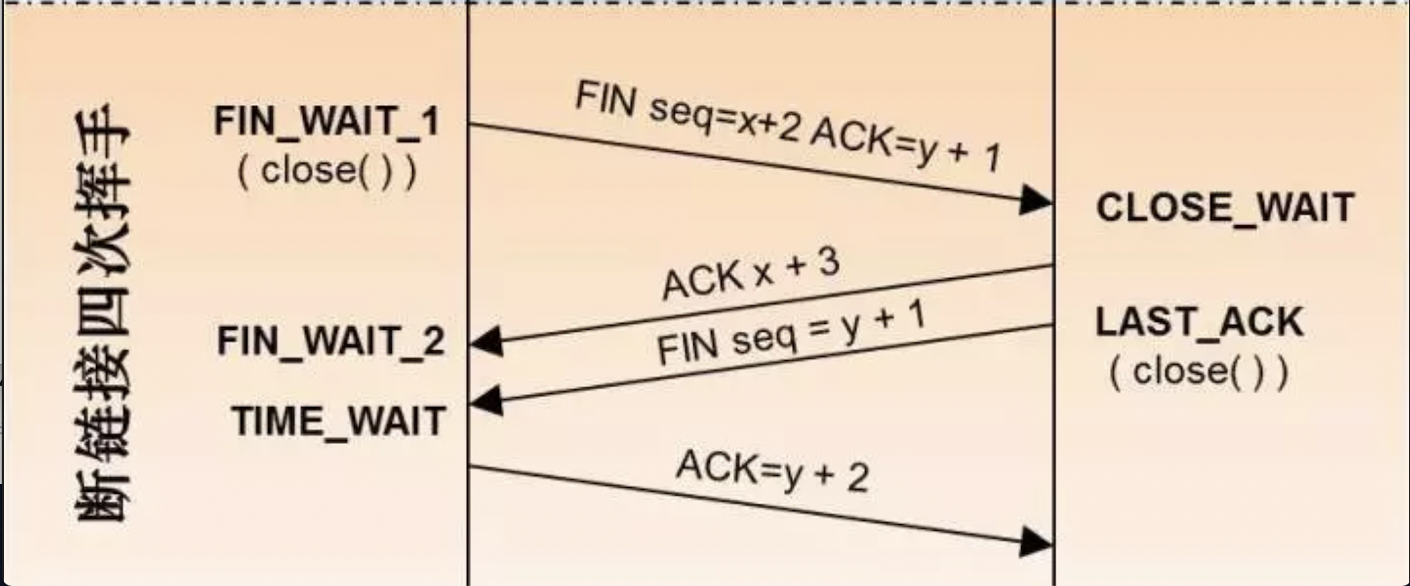 断链接四次挥手
FIN_WAIT_1
( close( ) )
FIN seq=x+2 ACK=y + 1
CLOSE_WAIT
ACK x + 3
FIN_WAIT_2
FIN seq = y + 1
LAST_ACK
( close( ) )
TIME_WAIT
ACK=y + 2